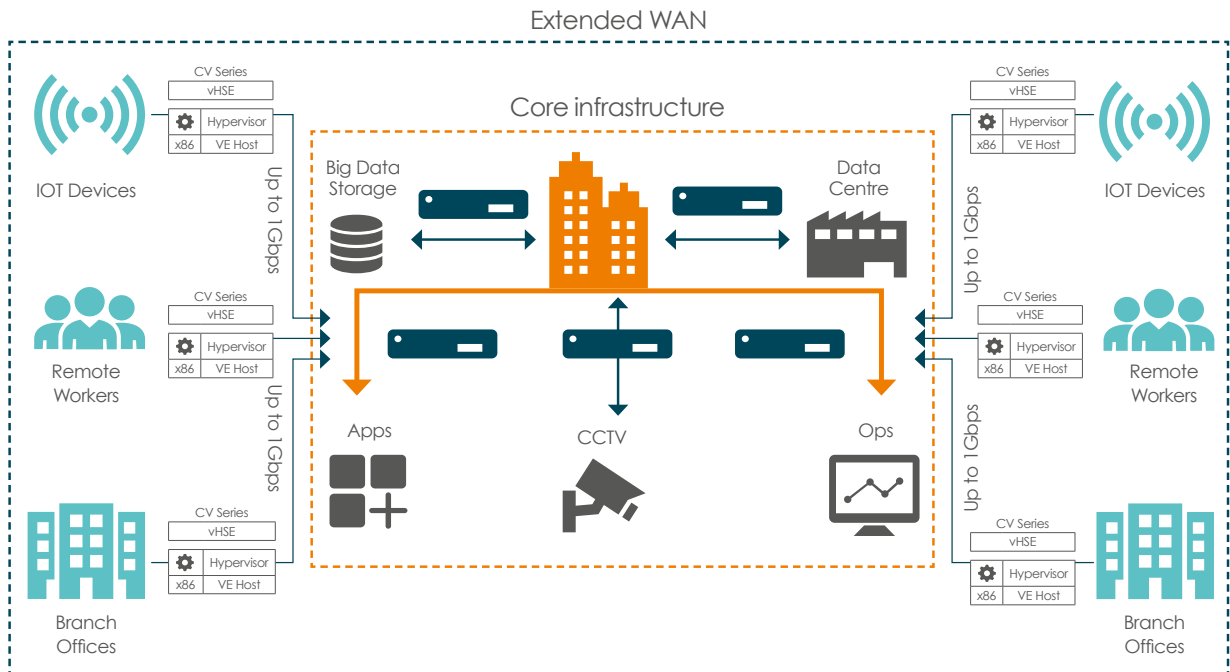 Extended WAN
CV Series
vHSE
Hypervisor
x86
VE Host
IOT Devices
Up to 1Gbps
CV Series
vHSE
Hypervisor
x86
VE Host
Remote
Workers
Up to 1Gbps
CV Series
vHSE
Hypervisor
x86
VE Host
Branch
Offices
Core infrastructure
Big Data
Storage
Data
Centre
Apps
CCTV
Ops
CV Series
vHSE
Hypervisor
x86
VE Host
IOT Devices
Up to 1Gbps
CV Series
vHSE
Hypervisor
x86
VE Host
Remote
Workers
Up to 1Gbps
CV Series
vHSE
Hypervisor
x86
VE Host
Branch
Offices